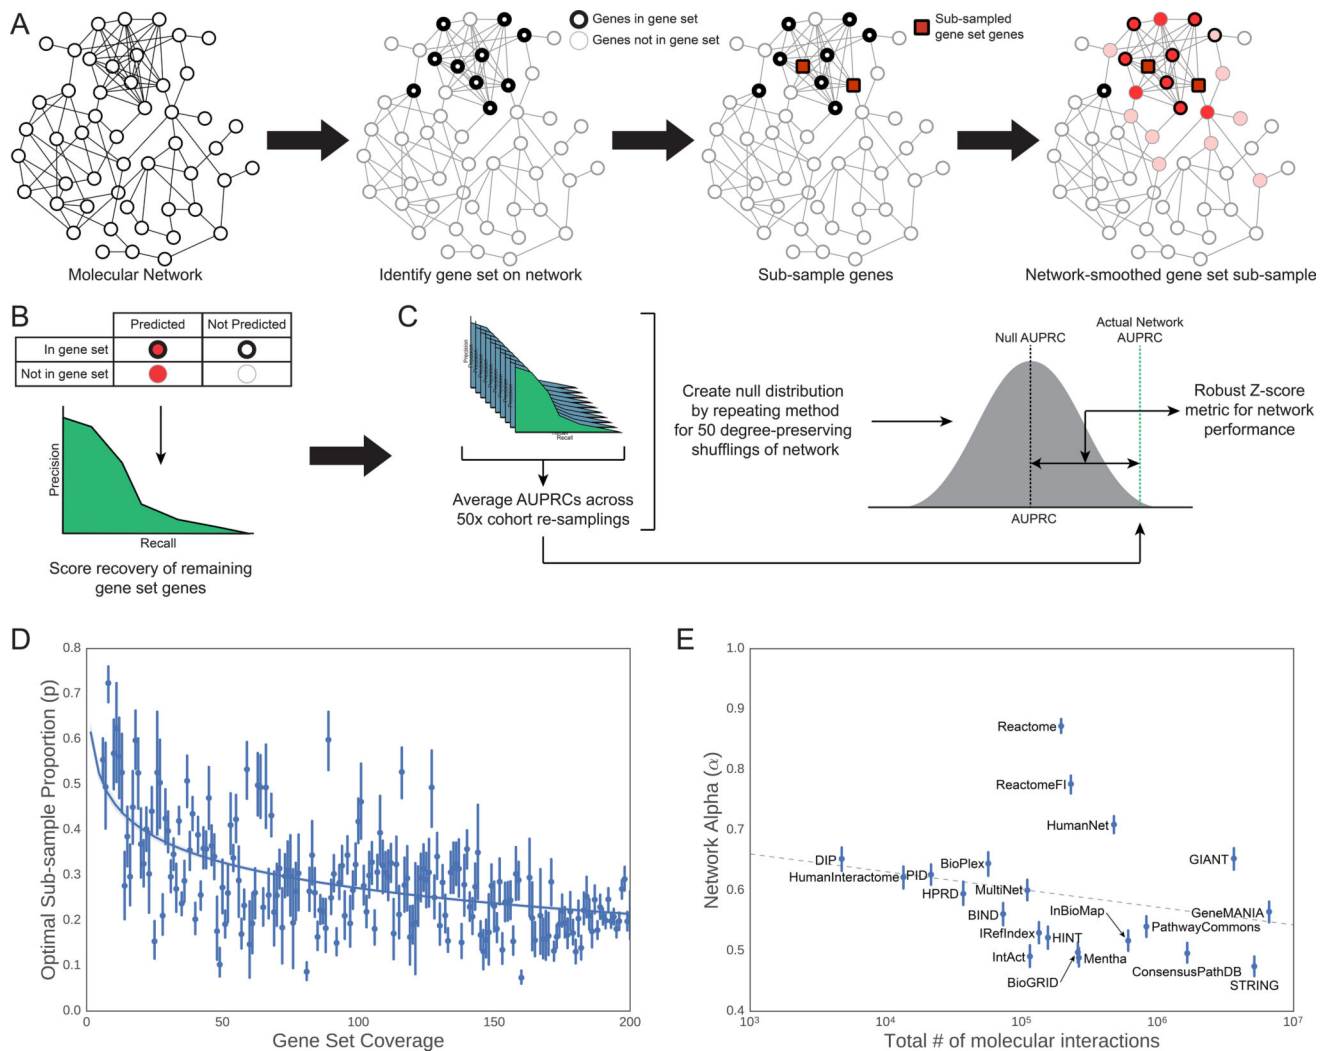 A
Genes in gene set
Genes not in gene set
Sub-sampled
gene set genes
Molecular Network
Identify gene set on network
Sub-sample genes
Network-smoothed gene set sub-sample
B
Predicted
Not Predicted
In gene set
Not in gene set
Precision
Recall
Score recovery of remaining
gene set genes
C
Precision
Recall
Average AUPRCs across
50x cohort re-samplings
Create null distribution
by repeating method
for 50 degree-preserving
shufflings of network
Null AUPRC
Actual Network
AUPRC
AUPRC
Robust Z-score
metric for network
performance
D
Optimal Sub-sample Proportion (p)
0.8
0.7
0.6
0.5
0.4
0.3
0.2
0.1
0.0
0
50
100
150
200
Gene Set Coverage
E
Network Alpha (α)
1.0
0.9
0.8
0.7
0.6
0.5
0.4
Reactome
ReactomeFI
HumanNet
DIP
HumanInteractome
PID
BioPlex
HPRD
MultiNet
GIANT
BIND
InBioMap
GeneMANIA
PathwayCommons
IRefIndex
HINT
IntAct
Mentha
BioGRID
ConsensusPathDB
STRING
10³
10⁴
10⁵
10⁶
10⁷
Total # of molecular interactions